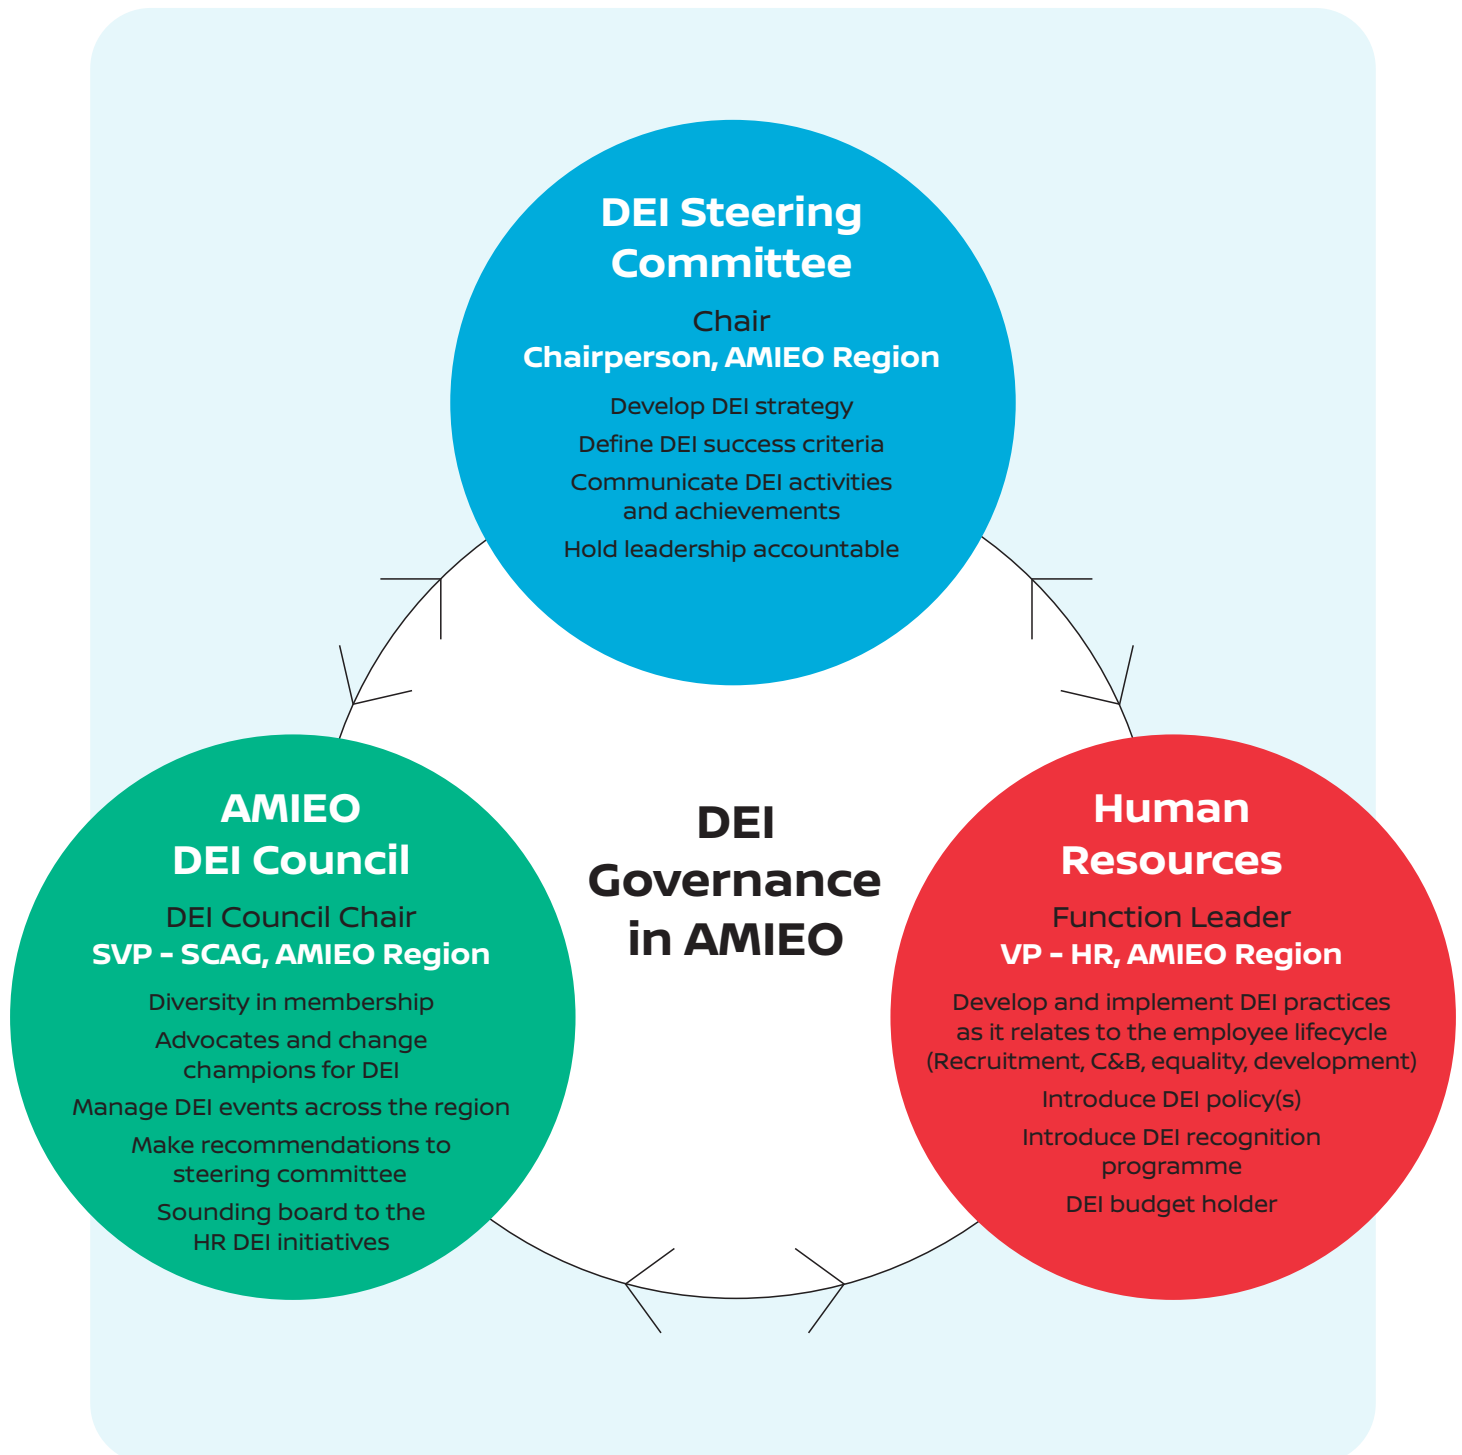 DEI Steering
Committee
Chair
Chairperson, AMIEO Region
Develop DEI strategy
Define DEI success criteria
Communicate DEI activities
and achievements
Hold leadership accountable
AMIEO
DEI Council
DEI Council Chair
SVP – SCAG, AMIEO Region
Diversity in membership
Advocates and change
champions for DEI
Manage DEI events across the region
Make recommendations to
steering committee
Sounding board to the
HR DEI initiatives
DEI
Governance
in AMIEO
Human
Resources
Function Leader
VP – HR, AMIEO Region
Develop and implement DEI practices
as it relates to the employee lifecycle
(Recruitment, C&B, equality, development)
Introduce DEI policy(s)
Introduce DEI recognition
programme
DEI budget holder